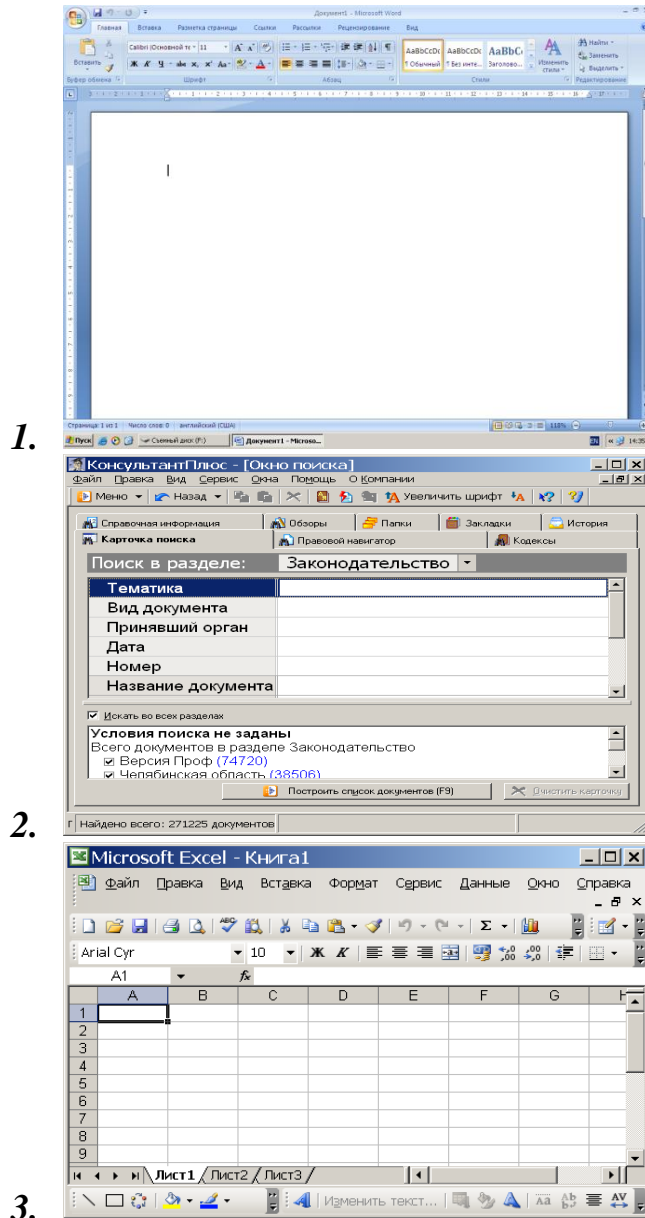 Документ1 - Microsoft Word
Главная Вставка Разметка страницы Ссылки Рассылки Рецензирование Вид
Calibri (Основной те 11
AaBbCcDc AaBbCcDc AaBbC
Найти
Заменить
Выделить
Вставить
Ж К Ч abc x, x' Aa
¶ Обычный ¶ Без инте... Заголово...
Изменить стили
Буфер обмена Шрифт Абзац Стили Редактирование
Страница: 1 из 1 Число слов: 0 английский (США) 118%
Пуск Съемный диск (F:) Документ1 - Microso... 14:35
1.
КонсультантПлюс - [Окно поиска]
Файл Правка Вид Сервис Окна Помощь О Компании
Меню Назад Увеличить шрифт
Справочная информация Обзоры Папки Закладки История
Карточка поиска Правовой навигатор Кодексы
Поиск в разделе: Законодательство
Тематика
Вид документа
Принявший орган
Дата
Номер
Название документа
Искать во всех разделах
Условия поиска не заданы
Всего документов в разделе Законодательство
Версия Проф (74720)
Челябинская область (38506)
Построить список документов (F9) Очистить карточку
Найдено всего: 271225 документов
2.
Microsoft Excel - Книга1
Файл Правка Вид Вставка Формат Сервис Данные Окно Справка
Arial Cyr 10 Ж К
A1 fx
A B C D E F G H
1
2
3
4
5
6
7
8
9
Лист1 Лист2 Лист3
Изменить текст...
3.